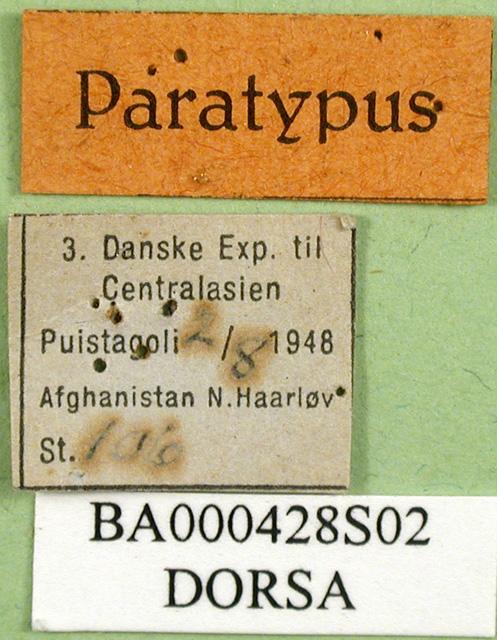 Paratypus
3. Danske Exp. til
Centralasien
Puistagoli 2/8 1948
Afghanistan N.Haarløv
St. 106
BA000428S02
DORSA